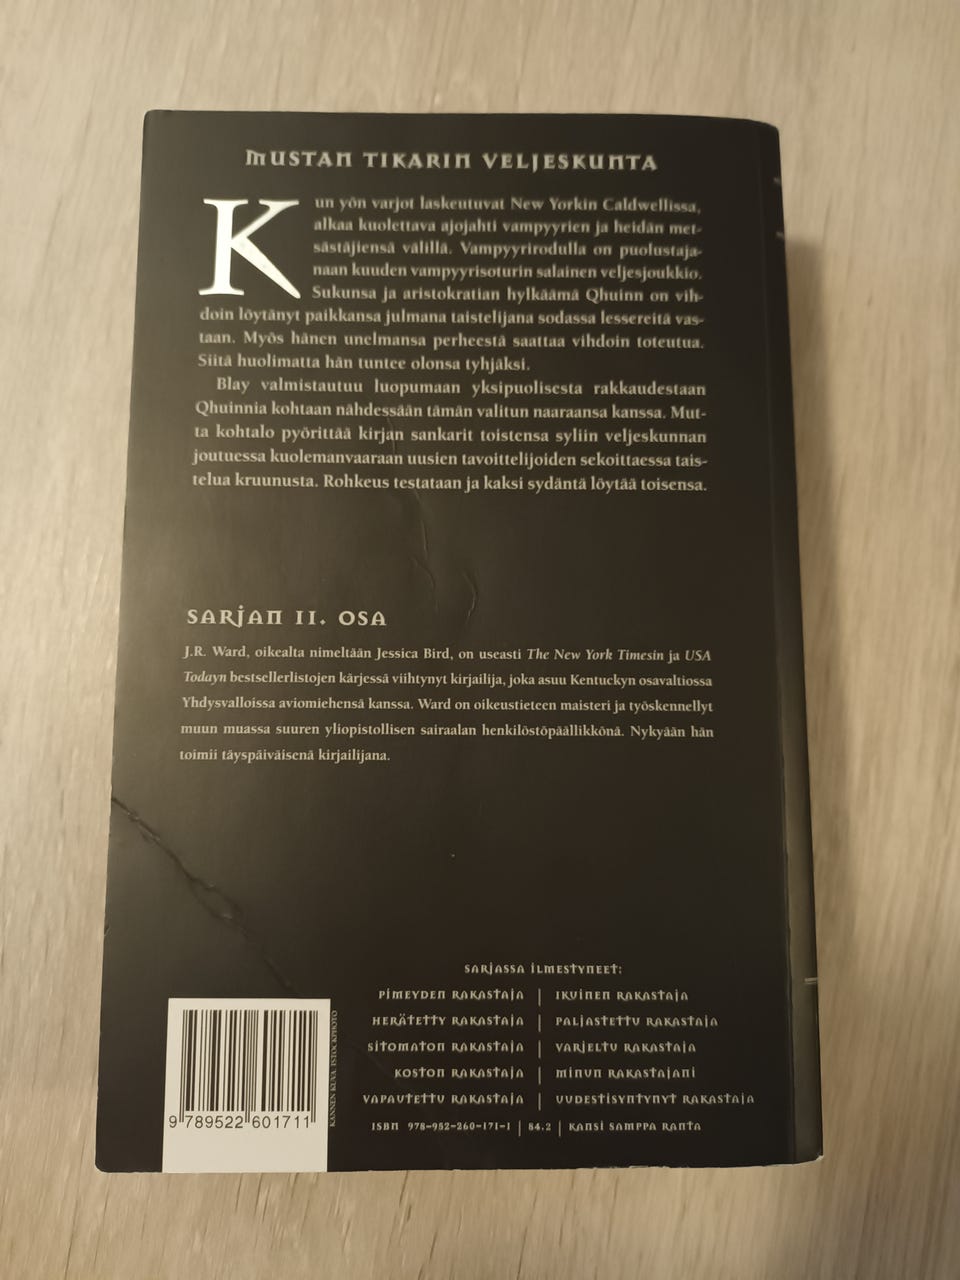 MUSTAN TIKARIN VELJESKUNTA
Kun yön varjot laskeutuvat New Yorkin Caldwellissa,
alkaa kuolettava ajojahti vampyyrien ja heidän met-
sästäjiensä välillä. Vampyyrirodulla on puolustaja-
naan kuuden vampyyrisoturin salainen veljesjoukkio.
Sukunsa ja aristokratian hylkäämä Qhuinn on vih-
doin löytänyt paikkansa julmana taistelijana sodassa lessereitä vas-
taan. Myös hänen unelmansa perheestä saattaa vihdoin toteutua.
Siitä huolimatta hän tuntee olonsa tyhjäksi.
Blay valmistautuu luopumaan yksipuolisesta rakkaudestaan
Qhuinnia kohtaan nähdessään tämän valitun naaraansa kanssa. Mut-
ta kohtalo pyörittää kirjan sankarit toistensa syliin veljeskunnan
joutuessa kuolemanvaaraan uusien tavoittelijoiden sekoittaessa tais-
telua kruunusta. Rohkeus testataan ja kaksi sydäntä löytää toisensa.
SARJAN 11. OSA
J.R. Ward, oikealta nimeltään Jessica Bird, on useasti The New York Timesin ja USA
Todayn bestsellerlistojen kärjessä viihtynyt kirjailija, joka asuu Kentuckyn osavaltiossa
Yhdysvalloissa aviomiehensä kanssa. Ward on oikeustieteen maisteri ja työskennellyt
muun muassa suuren yliopistollisen sairaalan henkilöstöpäällikkönä. Nykyään hän
toimii täyspäiväisenä kirjailijana.
SARJASSA ILMESTYNEET:
PIMEYDEN RAKASTAJA | IKUINEN RAKASTAJA
HERÄTETTY RAKASTAJA | PALJASTETTU RAKASTAJA
SITOMATON RAKASTAJA | VARJELTU RAKASTAJA
KOSTON RAKASTAJA | MINUN RAKASTAJANI
VAPAUTETTU RAKASTAJA | UUDESTISYNTYNYT RAKASTAJA
ISBN 978-952-260-171-1 | 84.2 | KANSI SAMPPA RANTA
KANNEN KUVA: ISTOCKPHOTO
9 789522 601711